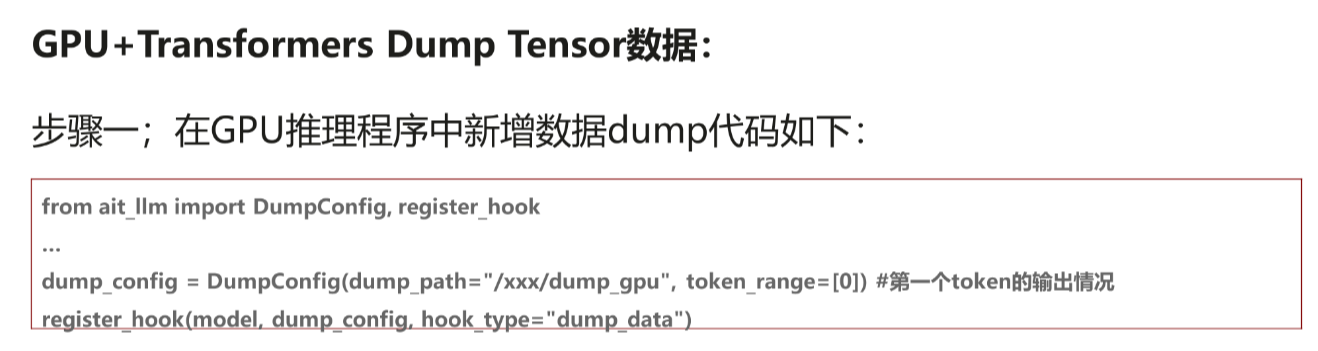 GPU+Transformers Dump Tensor数据：
步骤一；在GPU推理程序中新增数据dump代码如下：
from ait_llm import DumpConfig, register_hook
...
dump_config = DumpConfig(dump_path="/xxx/dump_gpu", token_range=[0]) #第一个token的输出情况
register_hook(model, dump_config, hook_type="dump_data")